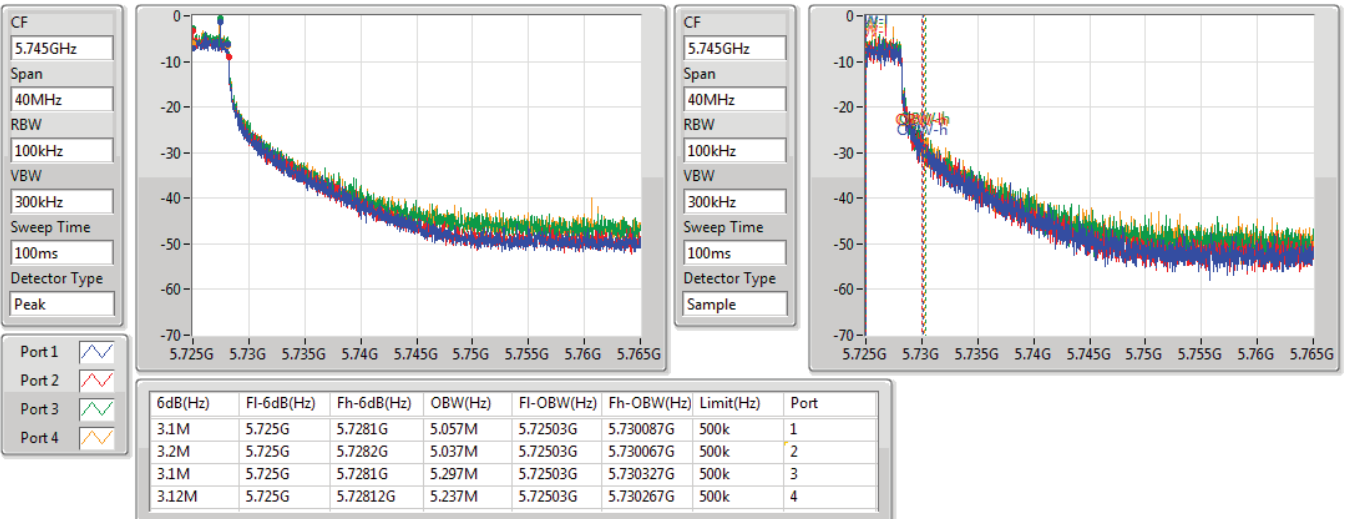 CF
5.745GHz
Span
40MHz
RBW
100kHz
VBW
300kHz
Sweep Time
100ms
Detector Type
Peak
0
-10
-20
-30
-40
-50
-60
-70
5.725G 5.73G 5.735G 5.74G 5.745G 5.75G 5.755G 5.76G 5.765G
CF
5.745GHz
Span
40MHz
RBW
100kHz
VBW
300kHz
Sweep Time
100ms
Detector Type
Sample
0
-10
-20
-30
-40
-50
-60
-70
OBW-h
5.725G 5.73G 5.735G 5.74G 5.745G 5.75G 5.755G 5.76G 5.765G
Port 1
Port 2
Port 3
Port 4
6dB(Hz) Fl-6dB(Hz) Fh-6dB(Hz) OBW(Hz) Fl-OBW(Hz) Fh-OBW(Hz) Limit(Hz) Port
3.1M 5.725G 5.7281G 5.057M 5.72503G 5.730087G 500k 1
3.2M 5.725G 5.7282G 5.037M 5.72503G 5.730067G 500k 2
3.1M 5.725G 5.7281G 5.297M 5.72503G 5.730327G 500k 3
3.12M 5.725G 5.72812G 5.237M 5.72503G 5.730267G 500k 4